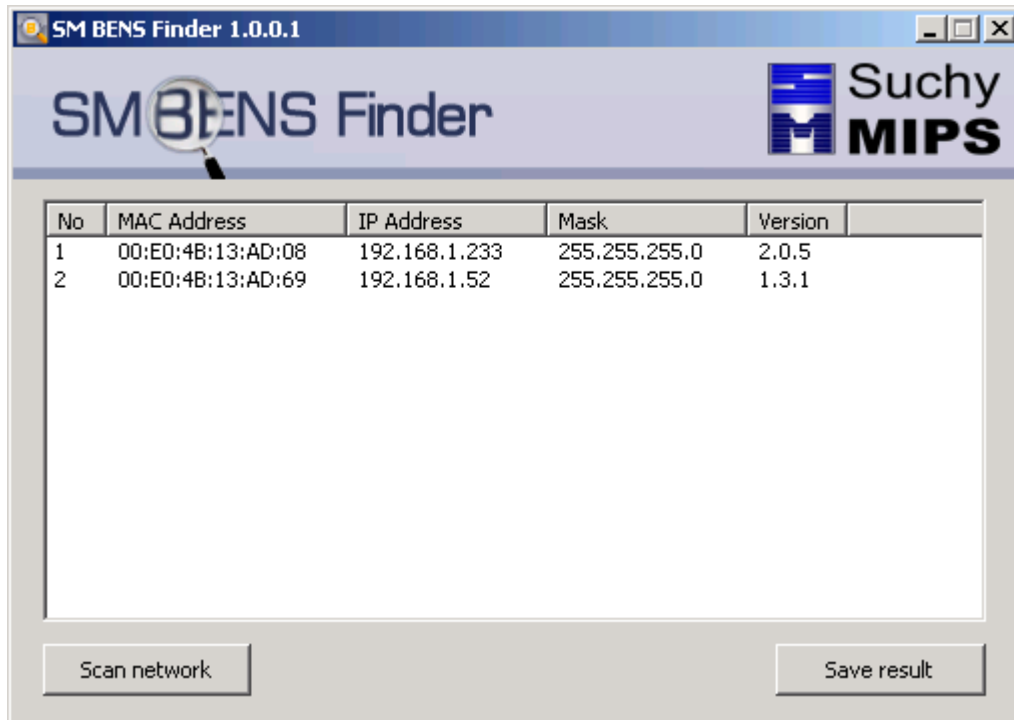 SM BENS Finder 1.0.0.1
SM BENS Finder
Suchy
MIPS
No MAC Address IP Address Mask Version
1 00:E0:4B:13:AD:08 192.168.1.233 255.255.255.0 2.0.5
2 00:E0:4B:13:AD:69 192.168.1.52 255.255.255.0 1.3.1
Scan network Save result